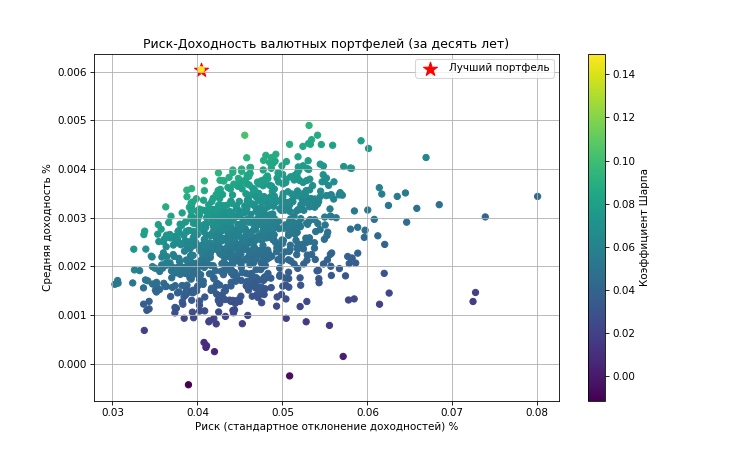 Риск-Доходность валютных портфелей (за десять лет)
Лучший портфель
Средняя доходность %
0.006
0.005
0.004
0.003
0.002
0.001
0.000
0.03 0.04 0.05 0.06 0.07 0.08
Риск (стандартное отклонение доходностей) %
0.14
0.12
0.10
0.08
0.06
0.04
0.02
0.00
Коэффициент Шарпа